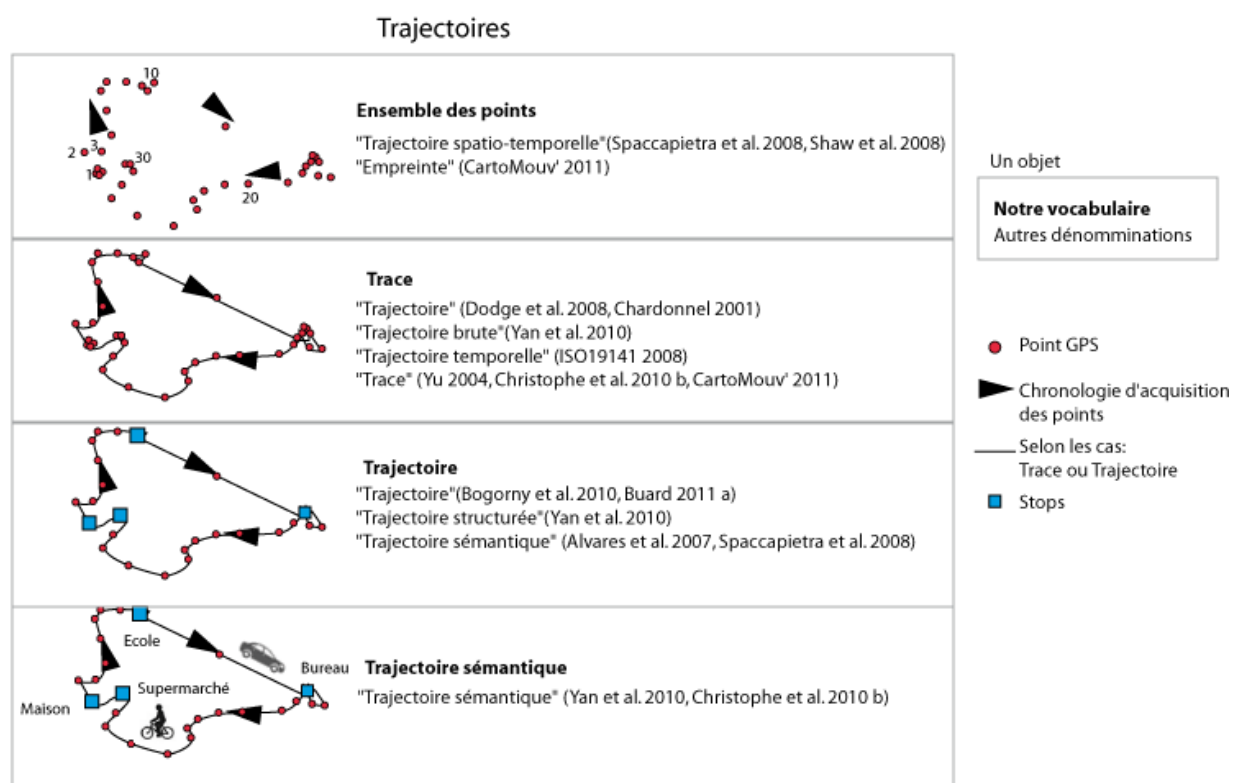 Trajectoires
10
2
3
1
30
20
Ensemble des points
"Trajectoire spatio-temporelle"(Spaccapietra et al. 2008, Shaw et al. 2008)
"Empreinte" (CartoMouv' 2011)
Trace
"Trajectoire" (Dodge et al. 2008, Chardonnel 2001)
"Trajectoire brute"(Yan et al. 2010)
"Trajectoire temporelle" (ISO19141 2008)
"Trace" (Yu 2004, Christophe et al. 2010 b, CartoMouv' 2011)
Trajectoire
"Trajectoire"(Bogorny et al. 2010, Buard 2011 a)
"Trajectoire structurée"(Yan et al. 2010)
"Trajectoire sémantique" (Alvares et al. 2007, Spaccapietra et al. 2008)
Ecole
Bureau
Supermarché
Maison
Trajectoire sémantique
"Trajectoire sémantique" (Yan et al. 2010, Christophe et al. 2010 b)
Un objet
Notre vocabulaire
Autres dénomminations
Point GPS
Chronologie d'acquisition
des points
Selon les cas:
Trace ou Trajectoire
Stops